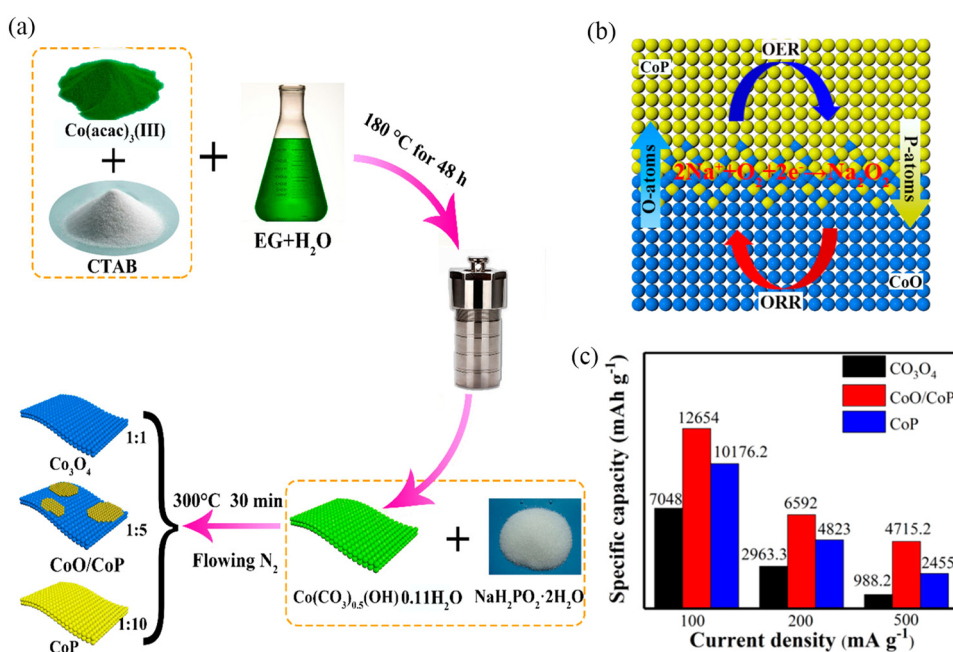 (a)
Co(acac)₃(III)
+
CTAB
+
EG+H₂O
180 °C for 48 h
Co(CO₃)₀.₅(OH)0.11H₂O
+
NaH₂PO₂·2H₂O
300°C 30 min
Flowing N₂
1:1
Co₃O₄
1:5
CoO/CoP
1:10
CoP
(b)
CoP
OER
O-atoms
2Na⁺+O₂+2e⁻→Na₂O₂
P-atoms
ORR
CoO
(c)
Specific capacity (mAh g⁻¹)
CO₃O₄
CoO/CoP
CoP
7048
12654
10176.2
2963.3
6592
4823
988.2
4715.2
2455
100
200
500
Current density (mA g⁻¹)